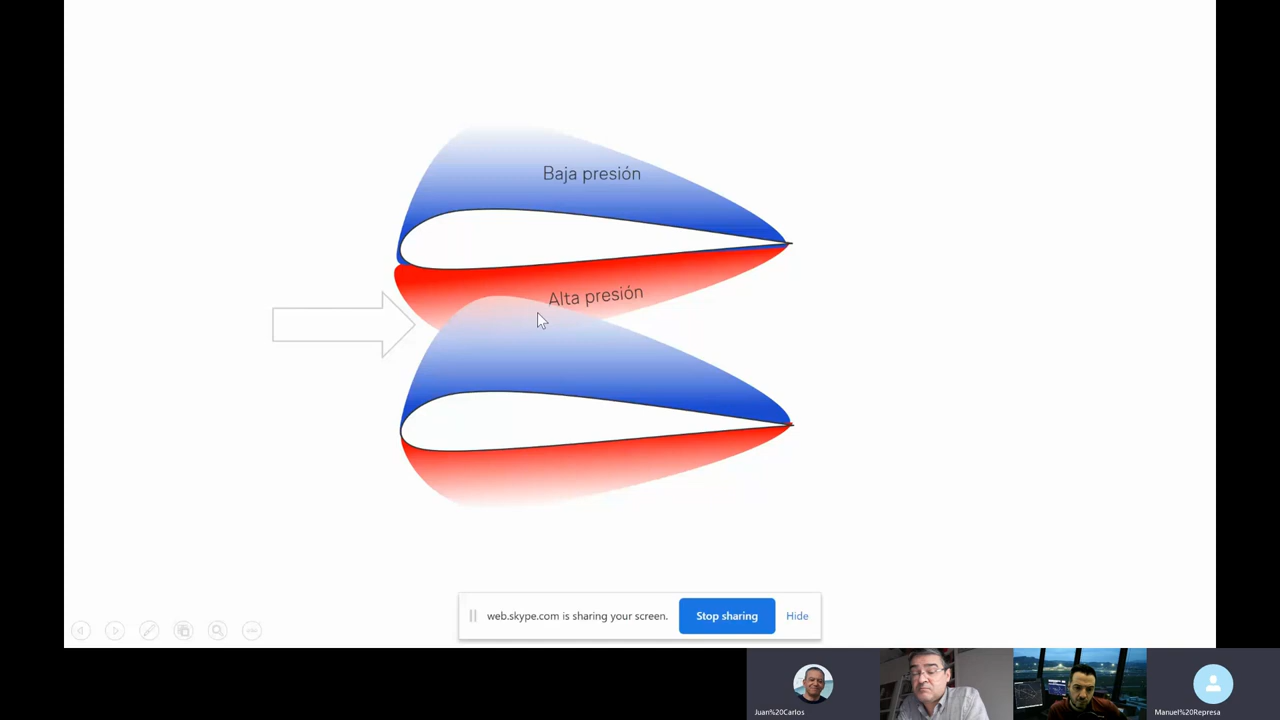 Baja presión
Alta presión
web.skype.com is sharing your screen.
Stop sharing
Hide
Juan%20Carlos
Manuel%20Represa